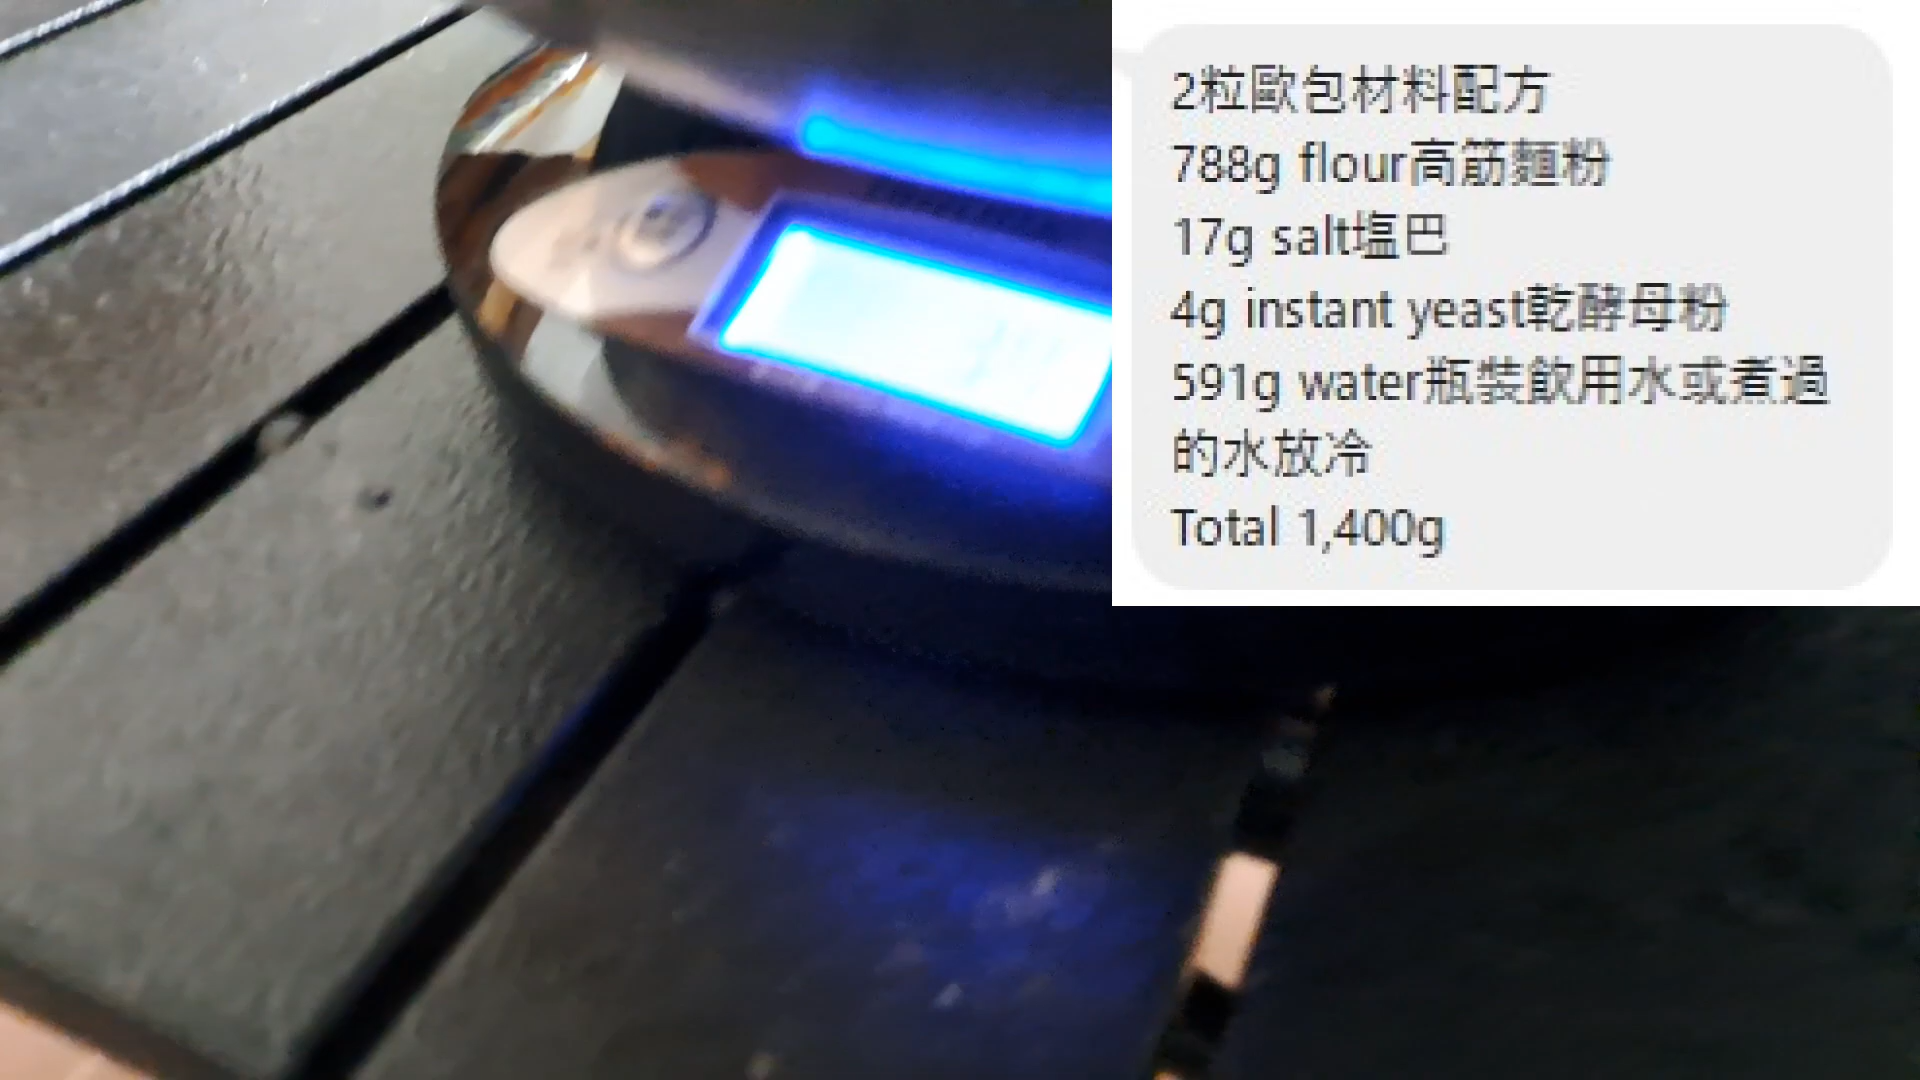 2粒歐包材料配方
788g flour高筋麵粉
17g salt塩巴
4g instant yeast乾酵母粉
591g water瓶裝飲用水或煮過
的水放冷
Total 1,400g